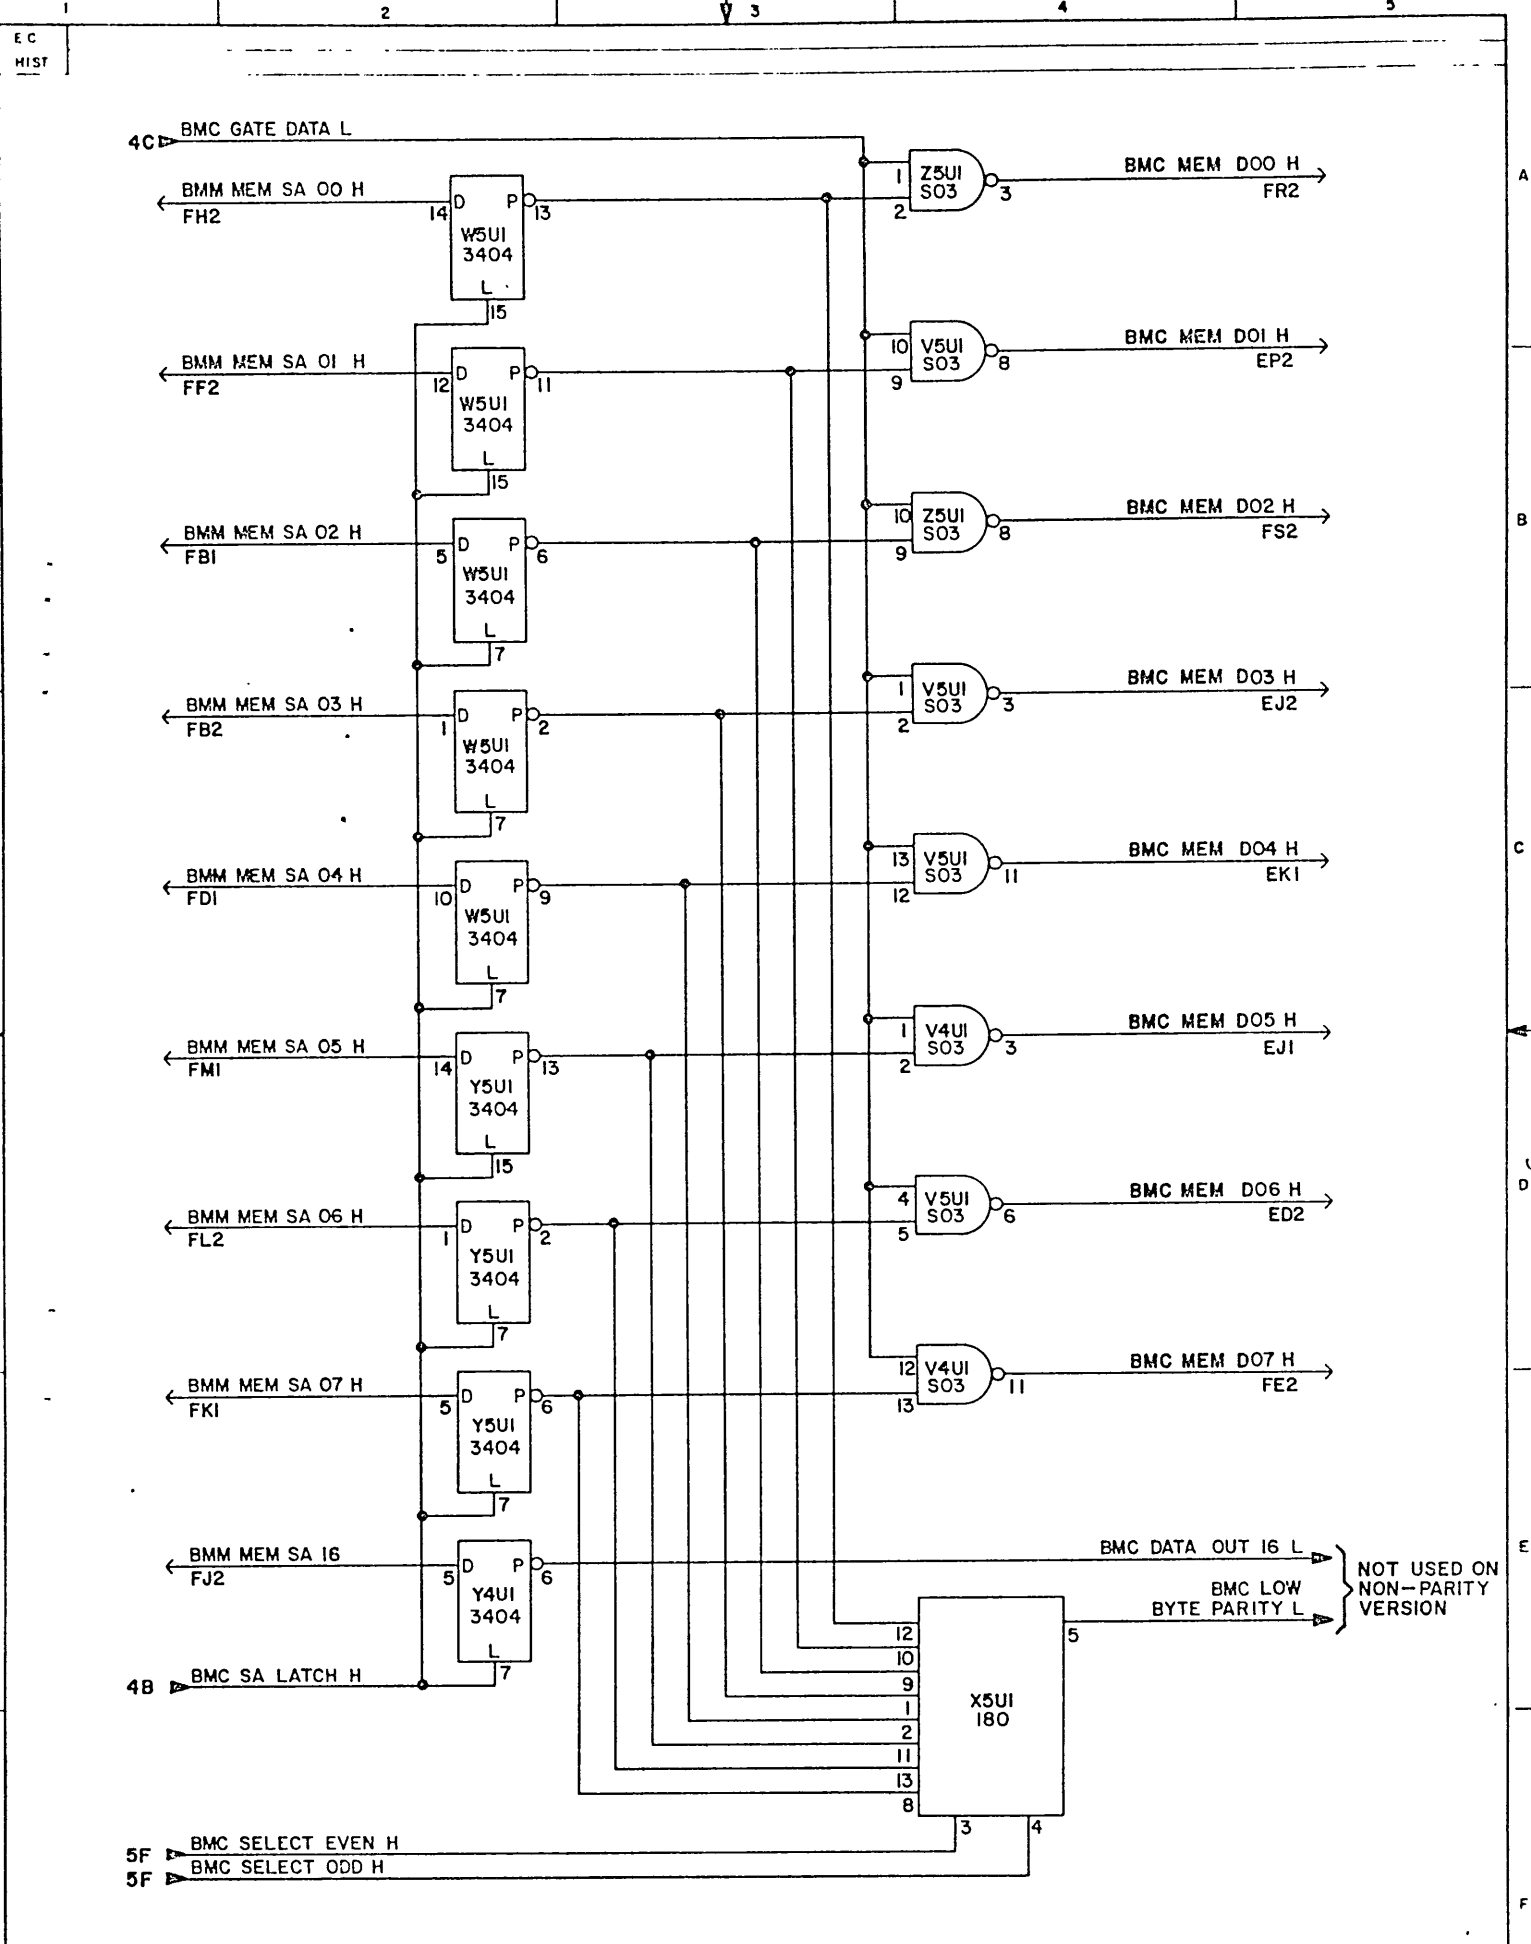 1 2 3 4 5
EC
HIST
4C BMC GATE DATA L
A
BMM MEM SA 00 H
FH2
14 D P 13
W5U1
3404
L
15
1 Z5U1
2 S03
3
BMC MEM D00 H
FR2
BMM MEM SA 01 H
FF2
12 D P 11
W5U1
3404
L
15
10 V5U1
9 S03
8
BMC MEM D01 H
EP2
B
BMM MEM SA 02 H
FB1
5 D P 6
W5U1
3404
L
7
10 Z5U1
9 S03
8
BMC MEM D02 H
FS2
BMM MEM SA 03 H
FB2
1 D P 2
W5U1
3404
L
7
1 V5U1
2 S03
3
BMC MEM D03 H
EJ2
C
BMM MEM SA 04 H
FD1
10 D P 9
W5U1
3404
L
7
13 V5U1
12 S03
11
BMC MEM D04 H
EK1
BMM MEM SA 05 H
FM1
14 D P 13
Y5U1
3404
L
15
1 V4U1
2 S03
3
BMC MEM D05 H
EJ1
D
BMM MEM SA 06 H
FL2
1 D P 2
Y5U1
3404
L
7
4 V5U1
5 S03
6
BMC MEM D06 H
ED2
BMM MEM SA 07 H
FK1
5 D P 6
Y5U1
3404
L
7
12 V4U1
13 S03
11
BMC MEM D07 H
FE2
E
BMM MEM SA 16
FJ2
5 D P 6
Y4U1
3404
L
7
BMC DATA OUT 16 L
BMC LOW
BYTE PARITY L
NOT USED ON
NON-PARITY
VERSION
4B BMC SA LATCH H
12
10
9
1
2
11
13
8
X5U1
180
5
3 4
5F BMC SELECT EVEN H
5F BMC SELECT ODD H
F